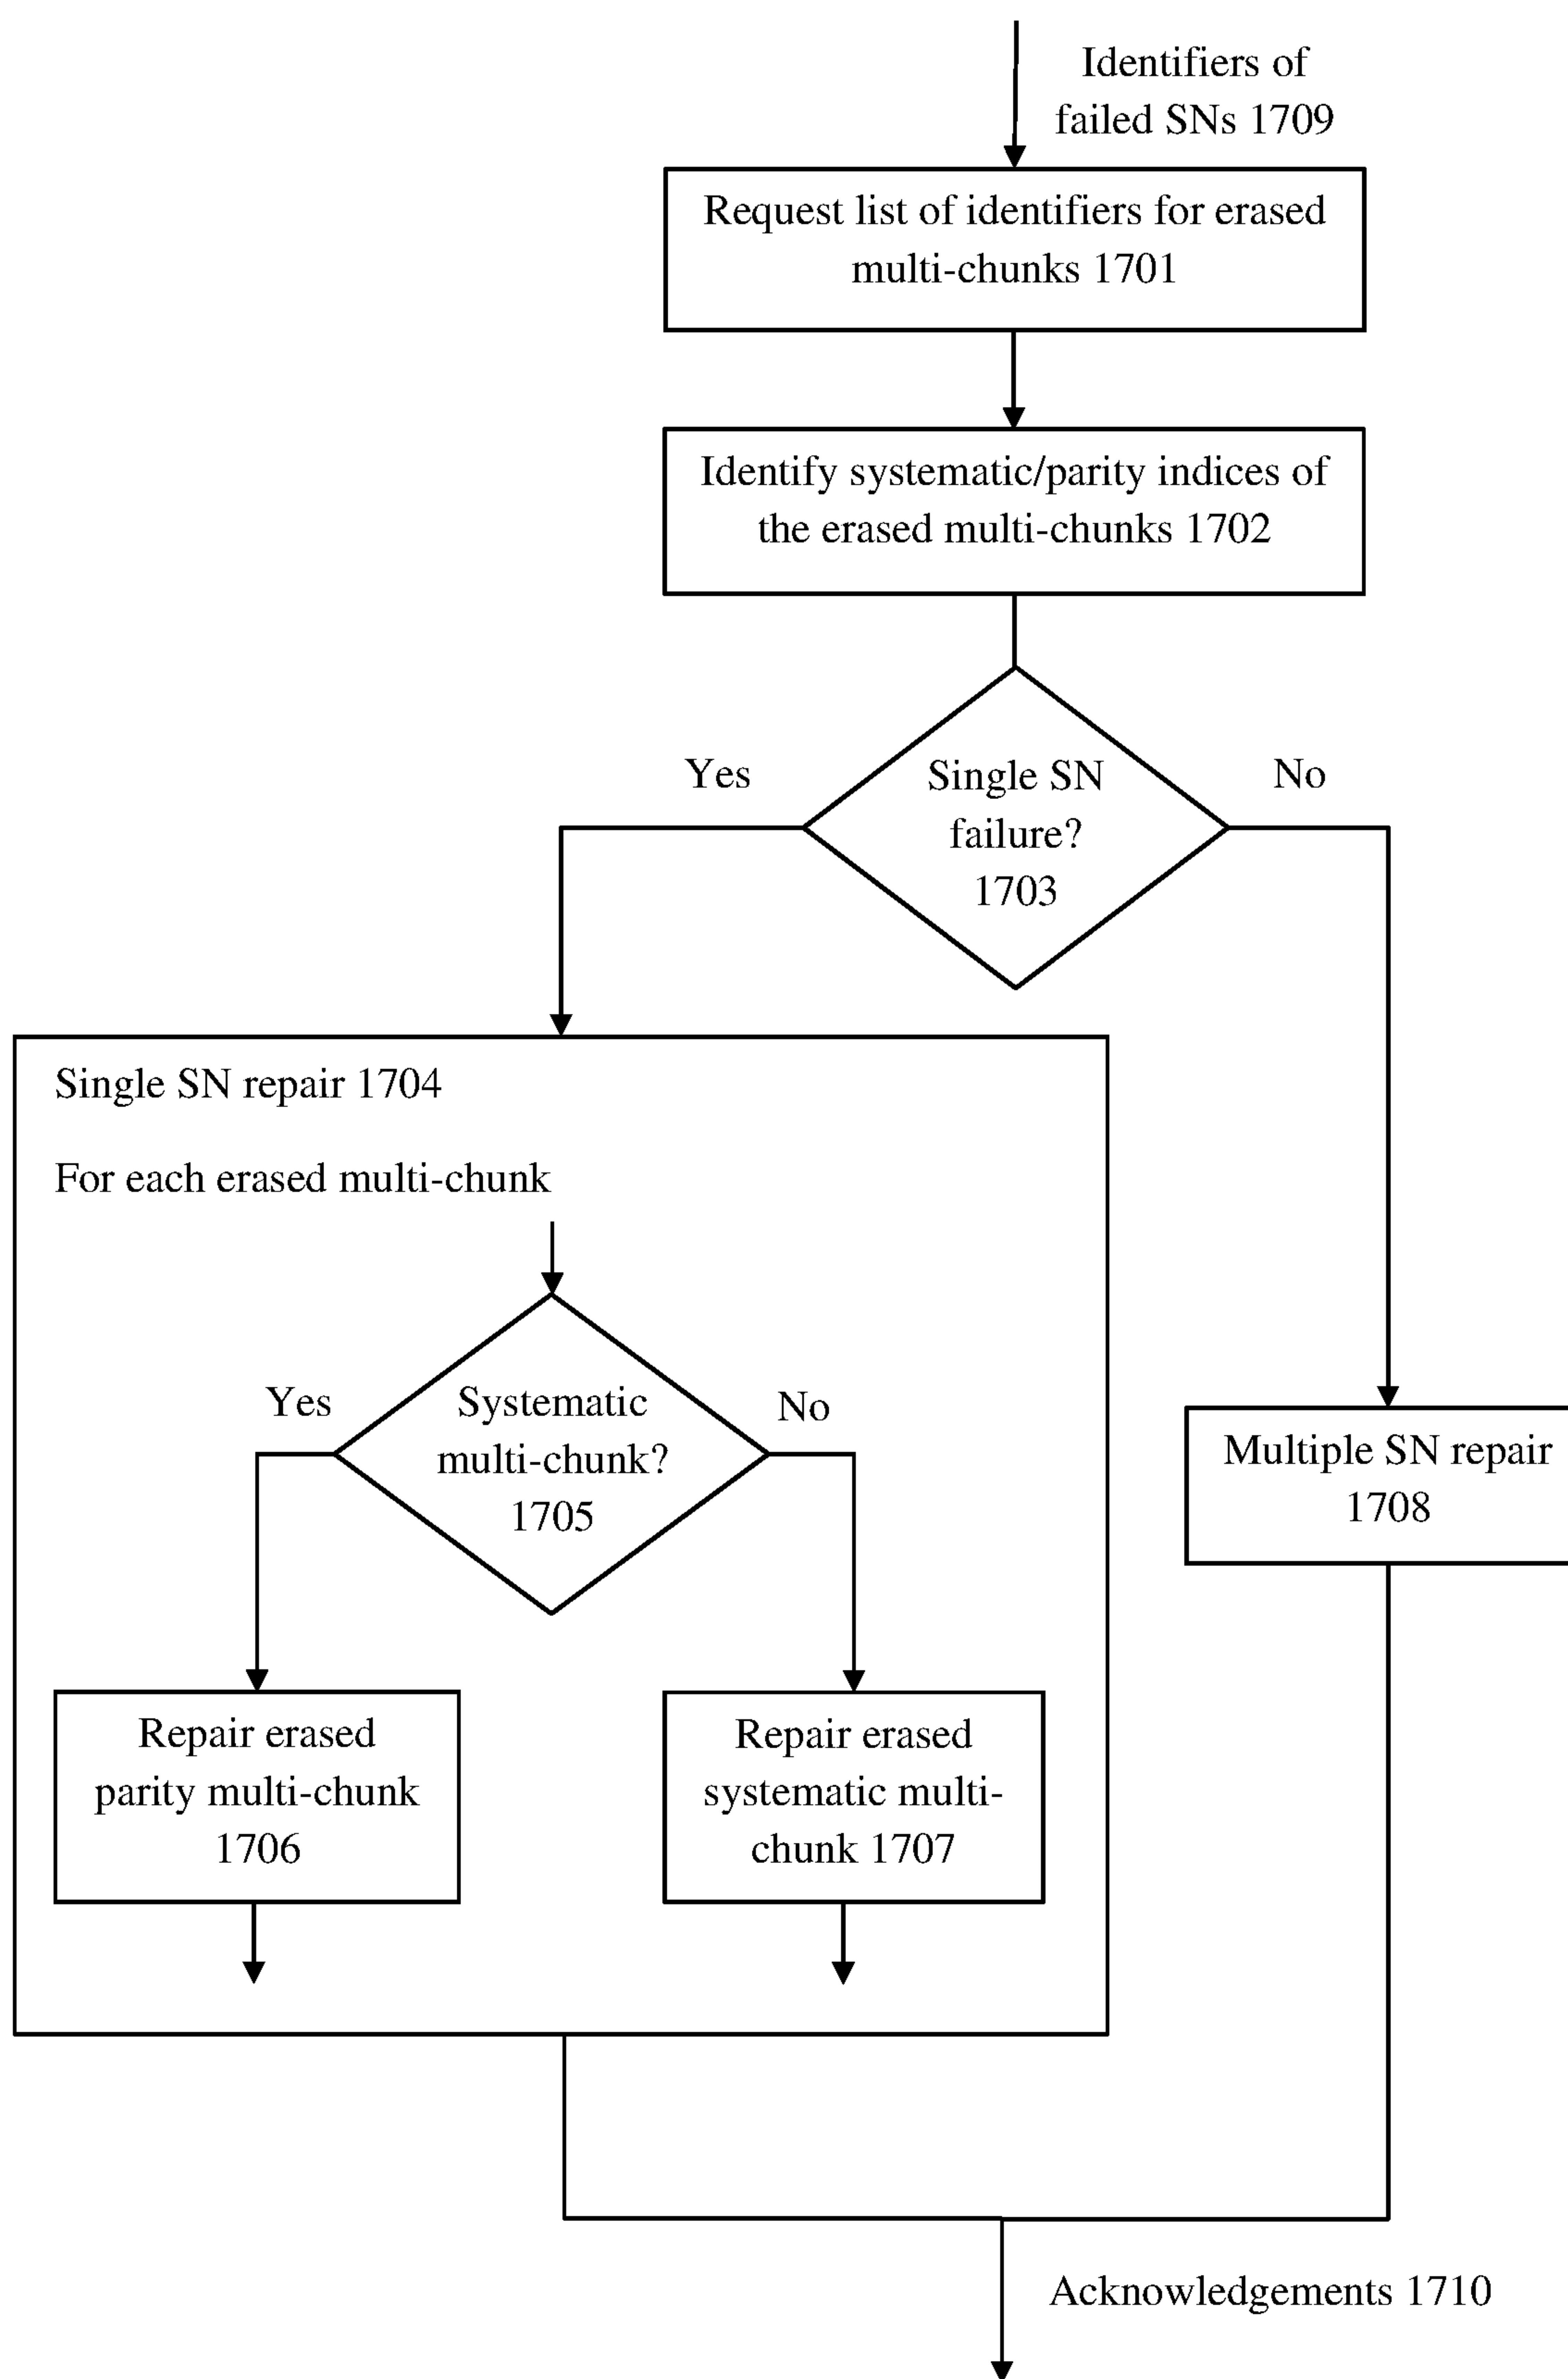 Identifiers of
failed SNs 1709
Request list of identifiers for erased
multi-chunks 1701
Identify systematic/parity indices of
the erased multi-chunks 1702
Single SN
failure?
1703
Yes
No
Single SN repair 1704
For each erased multi-chunk
Systematic
multi-chunk?
1705
Yes
No
Repair erased
parity multi-chunk
1706
Repair erased
systematic multi-
chunk 1707
Multiple SN repair
1708
Acknowledgements 1710